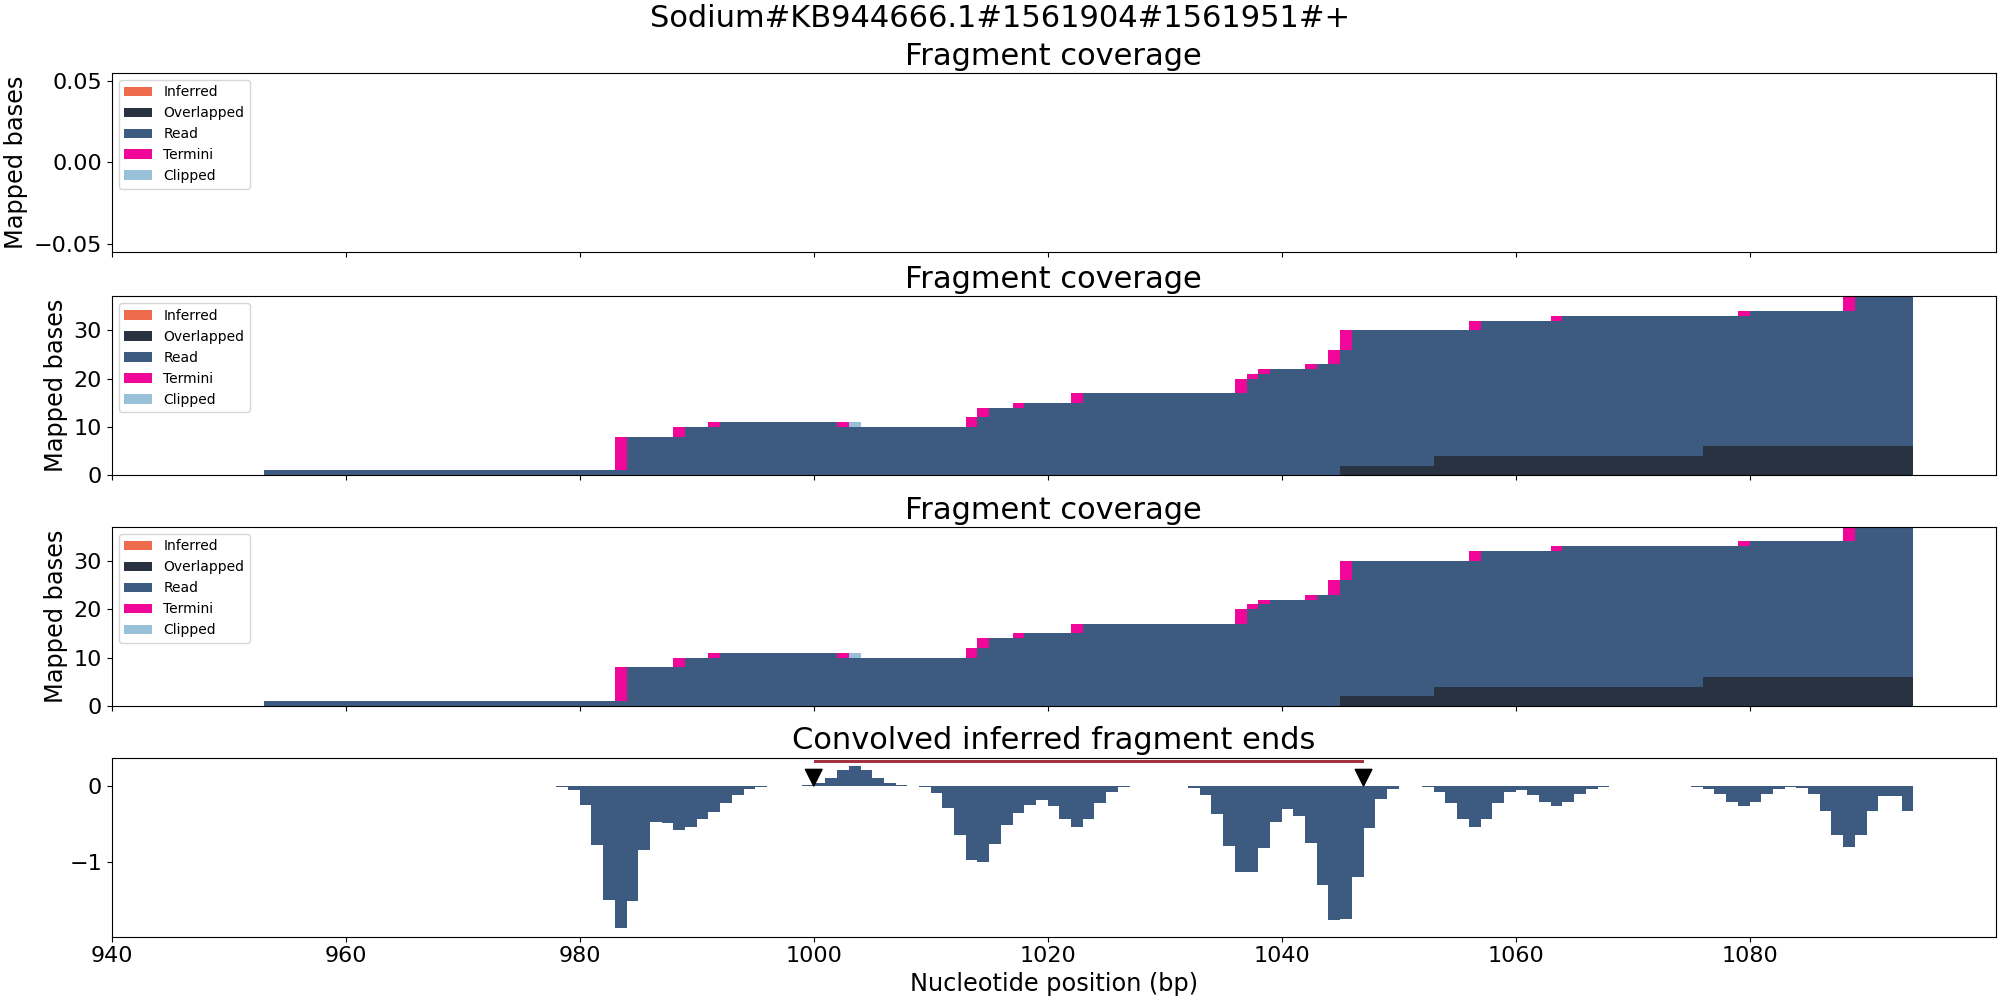 Sodium#KB944666.1#1561904#1561951#+
Fragment coverage
Mapped bases
0.05
0.00
−0.05
Inferred
Overlapped
Read
Termini
Clipped
Fragment coverage
Mapped bases
30
20
10
0
Inferred
Overlapped
Read
Termini
Clipped
Fragment coverage
Mapped bases
30
20
10
0
Inferred
Overlapped
Read
Termini
Clipped
Convolved inferred fragment ends
0
−1
940 960 980 1000 1020 1040 1060 1080
Nucleotide position (bp)